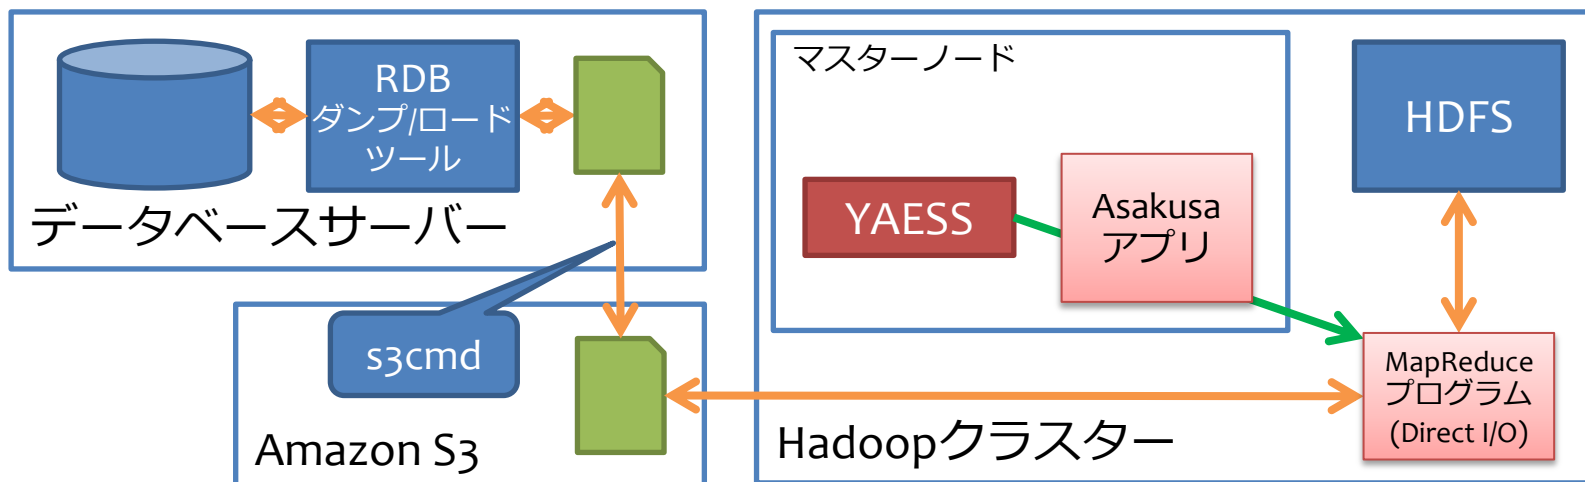 RDB
ダンプ/ロード
ツール
データベースサーバー
s3cmd
Amazon S3
マスターノード
YAESS
Asakusa
アプリ
HDFS
MapReduce
プログラム
(Direct I/O)
Hadoopクラスター